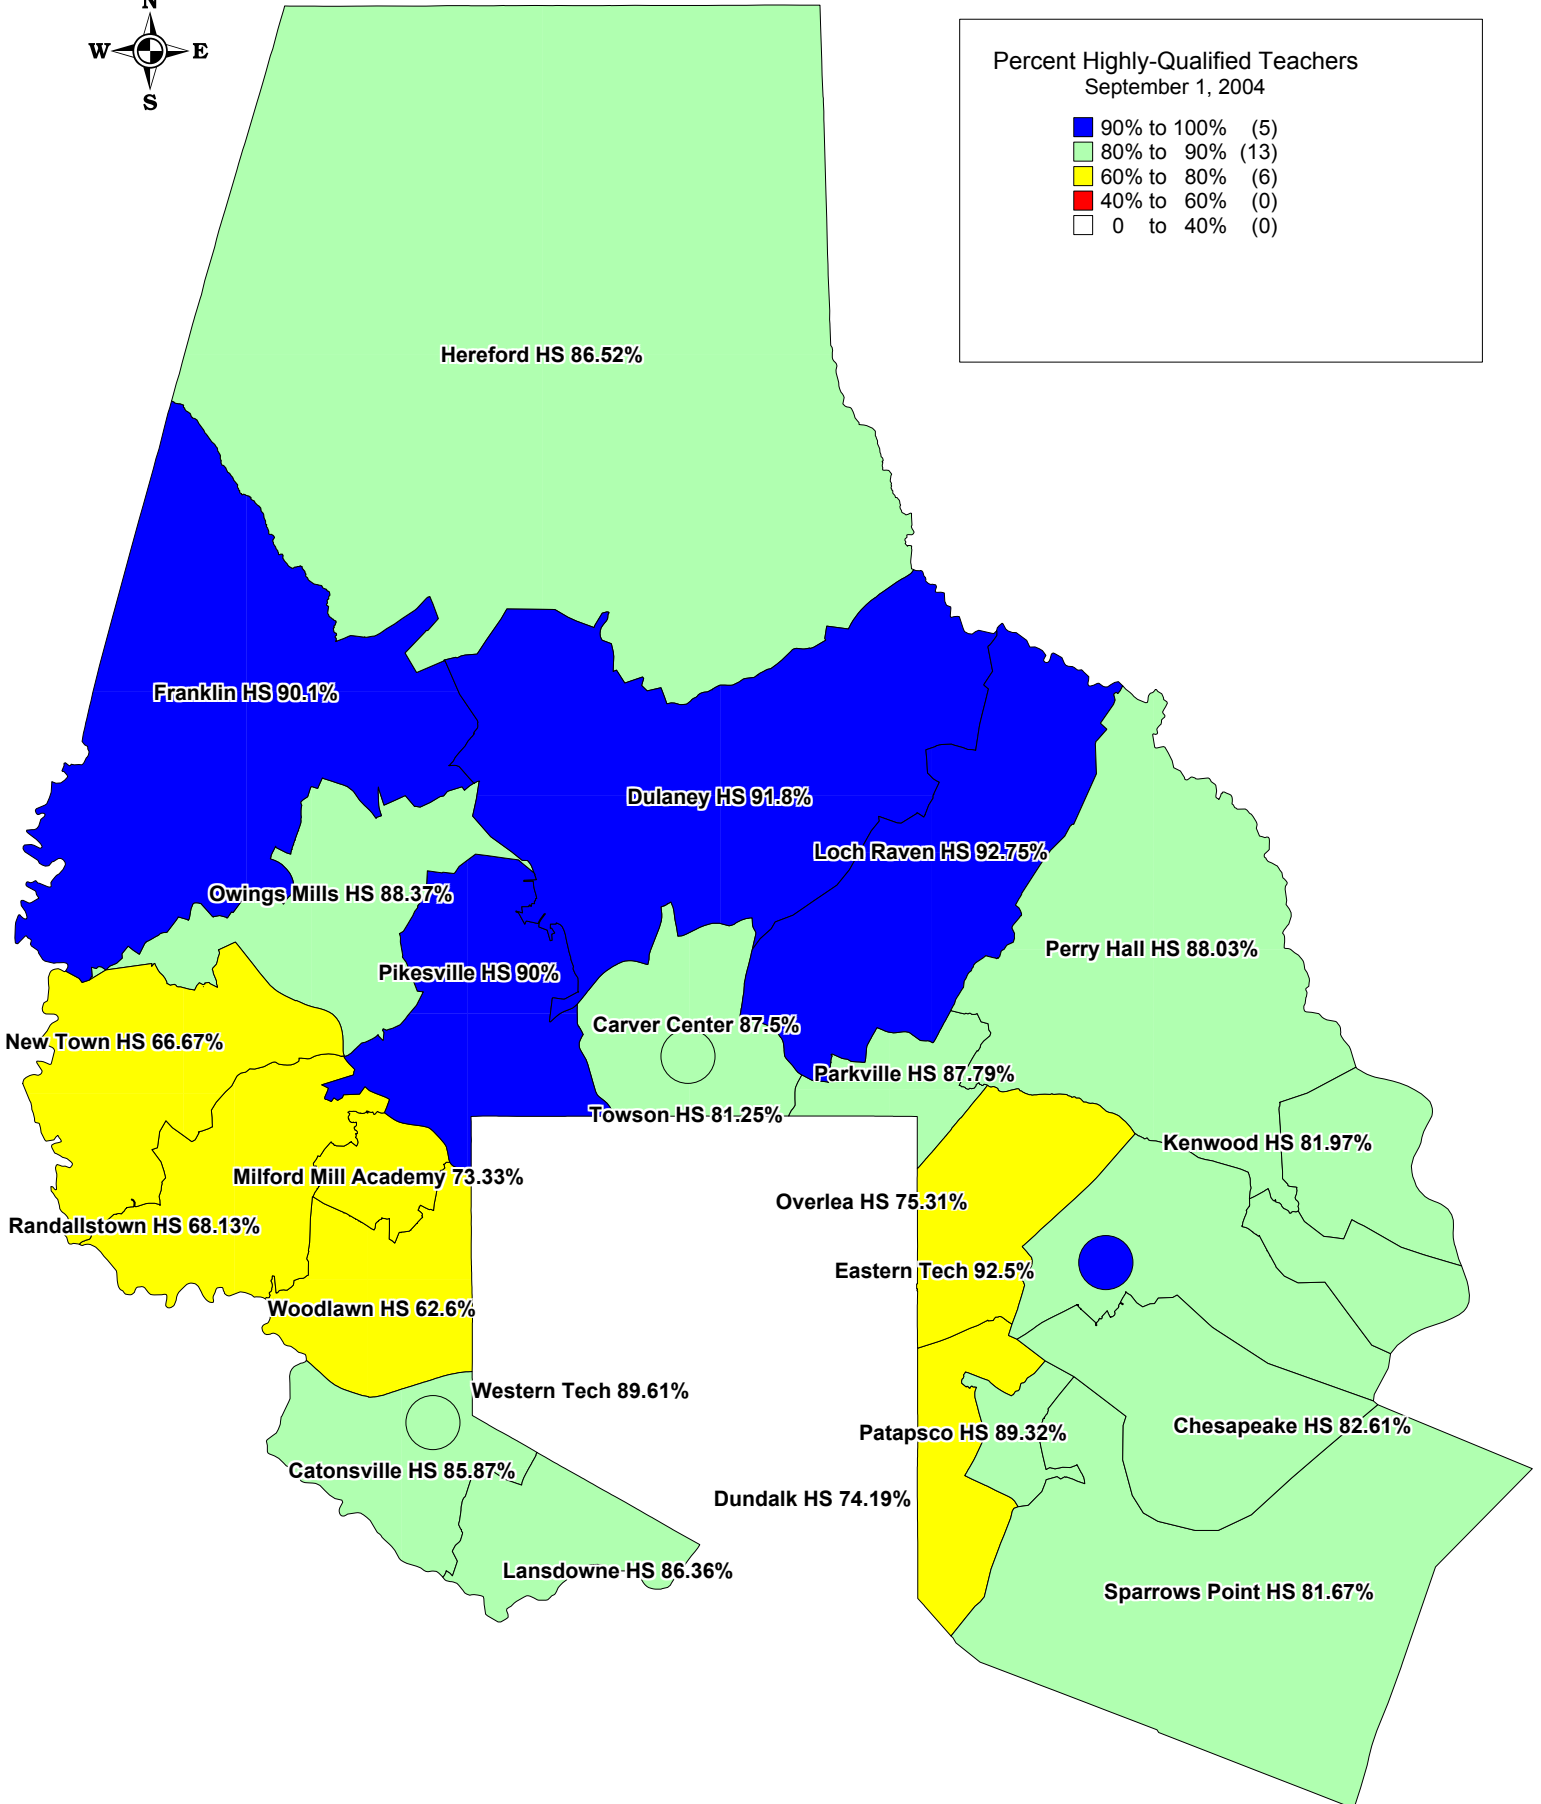 N
W E
S
Percent Highly-Qualified Teachers
September 1, 2004
90% to 100% (5)
80% to 90% (13)
60% to 80% (6)
40% to 60% (0)
0 to 40% (0)
Hereford HS 86.52%
Franklin HS 90.1%
Dulaney HS 91.8%
Loch Raven HS 92.75%
Owings Mills HS 88.37%
Perry Hall HS 88.03%
Pikesville HS 90%
Carver Center 87.5%
New Town HS 66.67%
Parkville HS 87.79%
Towson HS 81.25%
Kenwood HS 81.97%
Milford Mill Academy 73.33%
Overlea HS 75.31%
Randallstown HS 68.13%
Eastern Tech 92.5%
Woodlawn HS 62.6%
Western Tech 89.61%
Chesapeake HS 82.61%
Patapsco HS 89.32%
Catonsville HS 85.87%
Dundalk HS 74.19%
Lansdowne HS 86.36%
Sparrows Point HS 81.67%